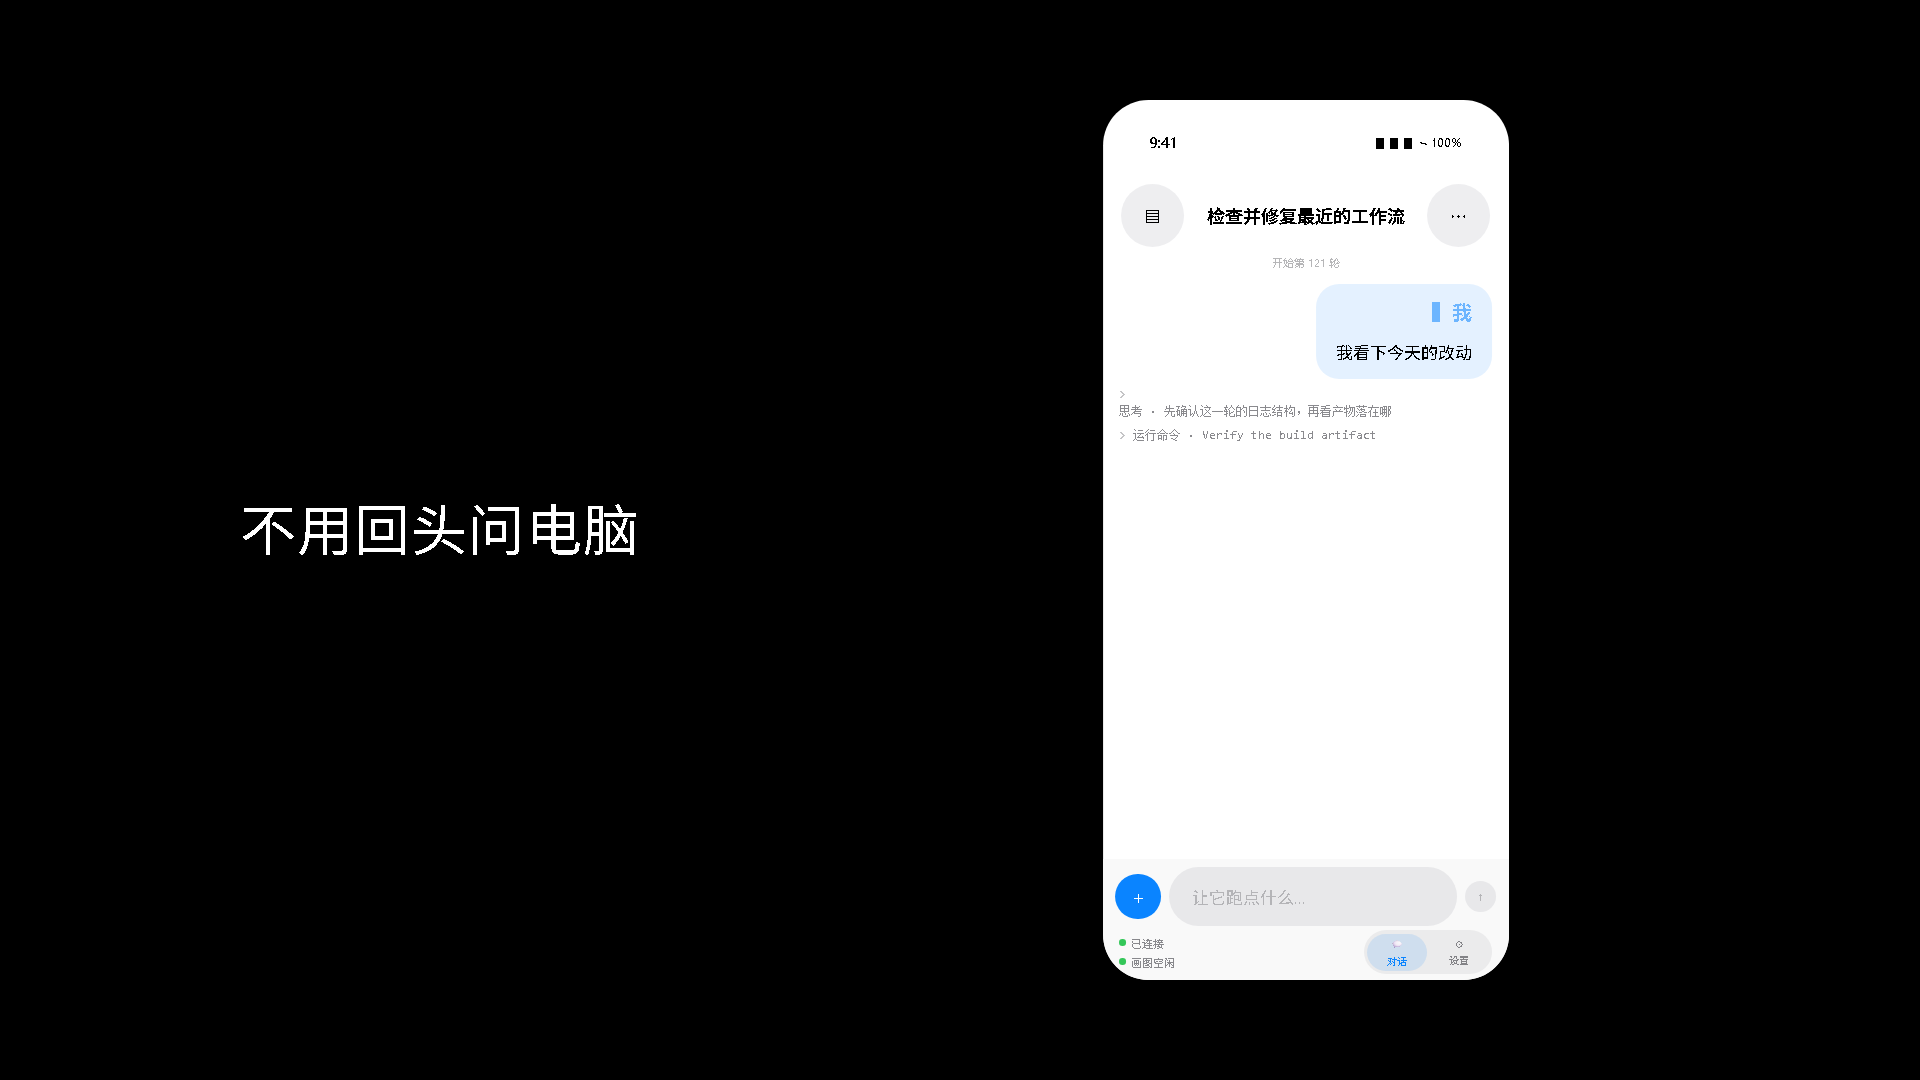 不用回头问电脑
9:41
100%
检查并修复最近的工作流
开始第 121 轮
我
我看下今天的改动
思考 · 先确认这一轮的日志结构，再看产物落在哪
运行命令 · Verify the build artifact
让它跑点什么...
已连接
画图空闲
对话
设置